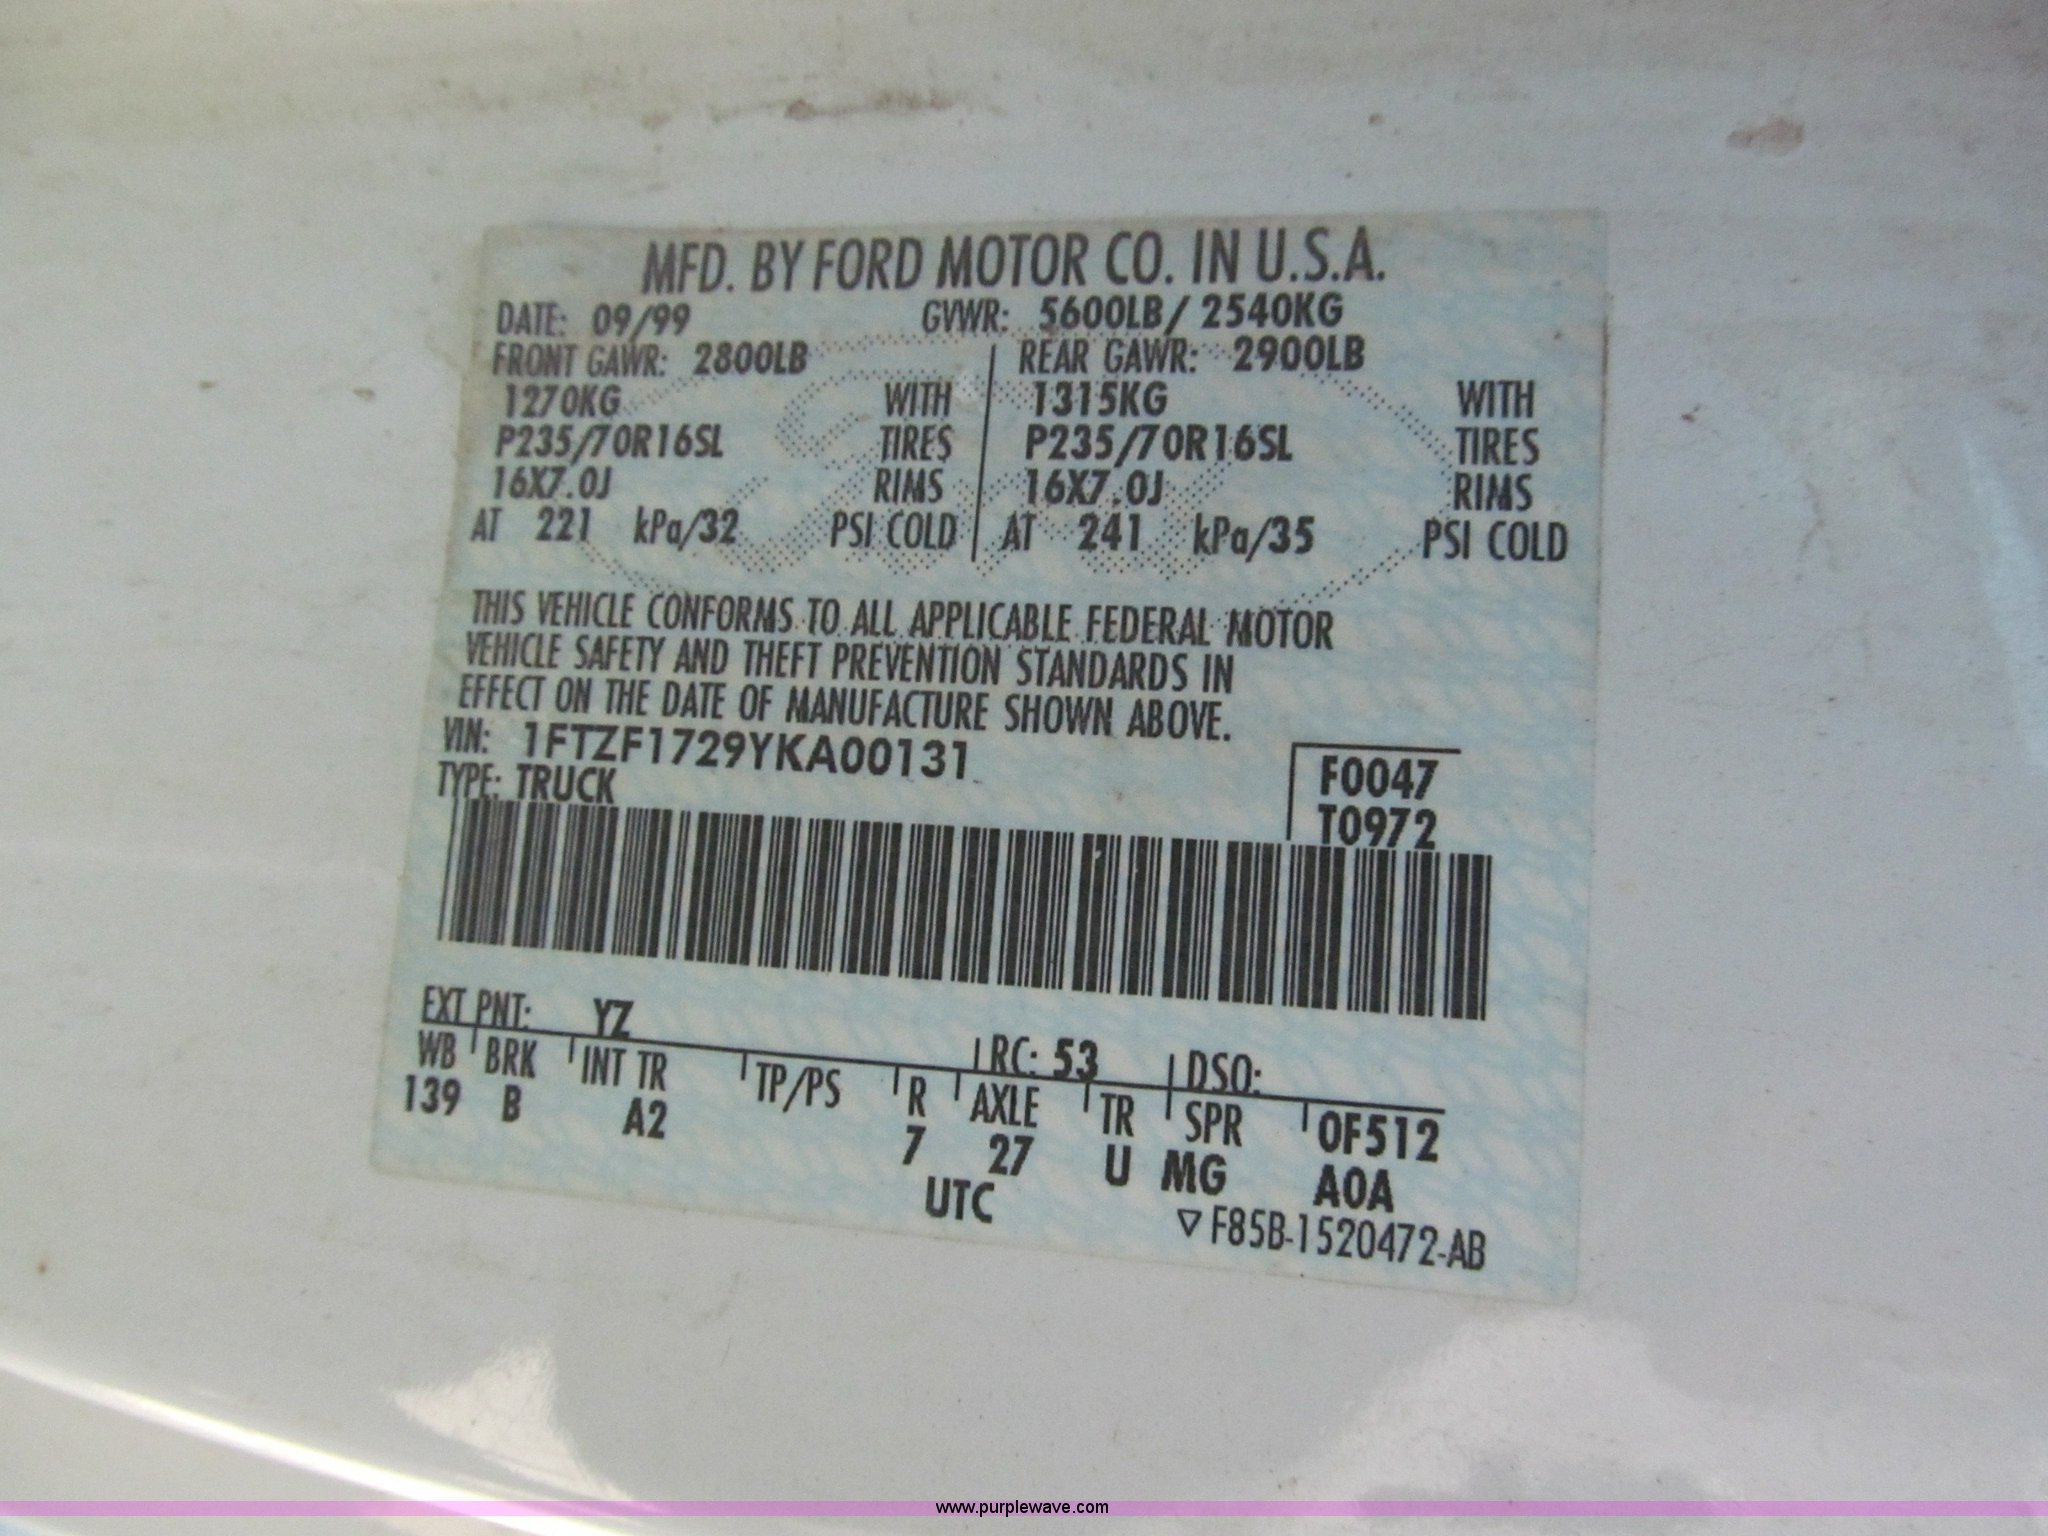 MFD. BY FORD MOTOR CO. IN U.S.A.
DATE: 09/99 GVWR: 5600LB/ 2540KG
FRONT GAWR: 2800LB REAR GAWR: 2900LB
1270KG WITH 1315KG WITH
P235/70R16SL TIRES P235/70R16SL TIRES
16X7.0J RIMS 16X7.0J RIMS
AT 221 kPa/32 PSI COLD AT 241 kPa/35 PSI COLD
THIS VEHICLE CONFORMS TO ALL APPLICABLE FEDERAL MOTOR
VEHICLE SAFETY AND THEFT PREVENTION STANDARDS IN
EFFECT ON THE DATE OF MANUFACTURE SHOWN ABOVE.
VIN: 1FTZF1729YKA00131
F0047
TYPE: TRUCK
T0972
EXT PNT: YZ RC: 53 DSO:
WB BRK INT TR TP/PS R AXLE TR SPR 0F512
139 B A2 7 27 U MG A0A
UTC
▽ F85B-1520472-AB
www.purplewave.com